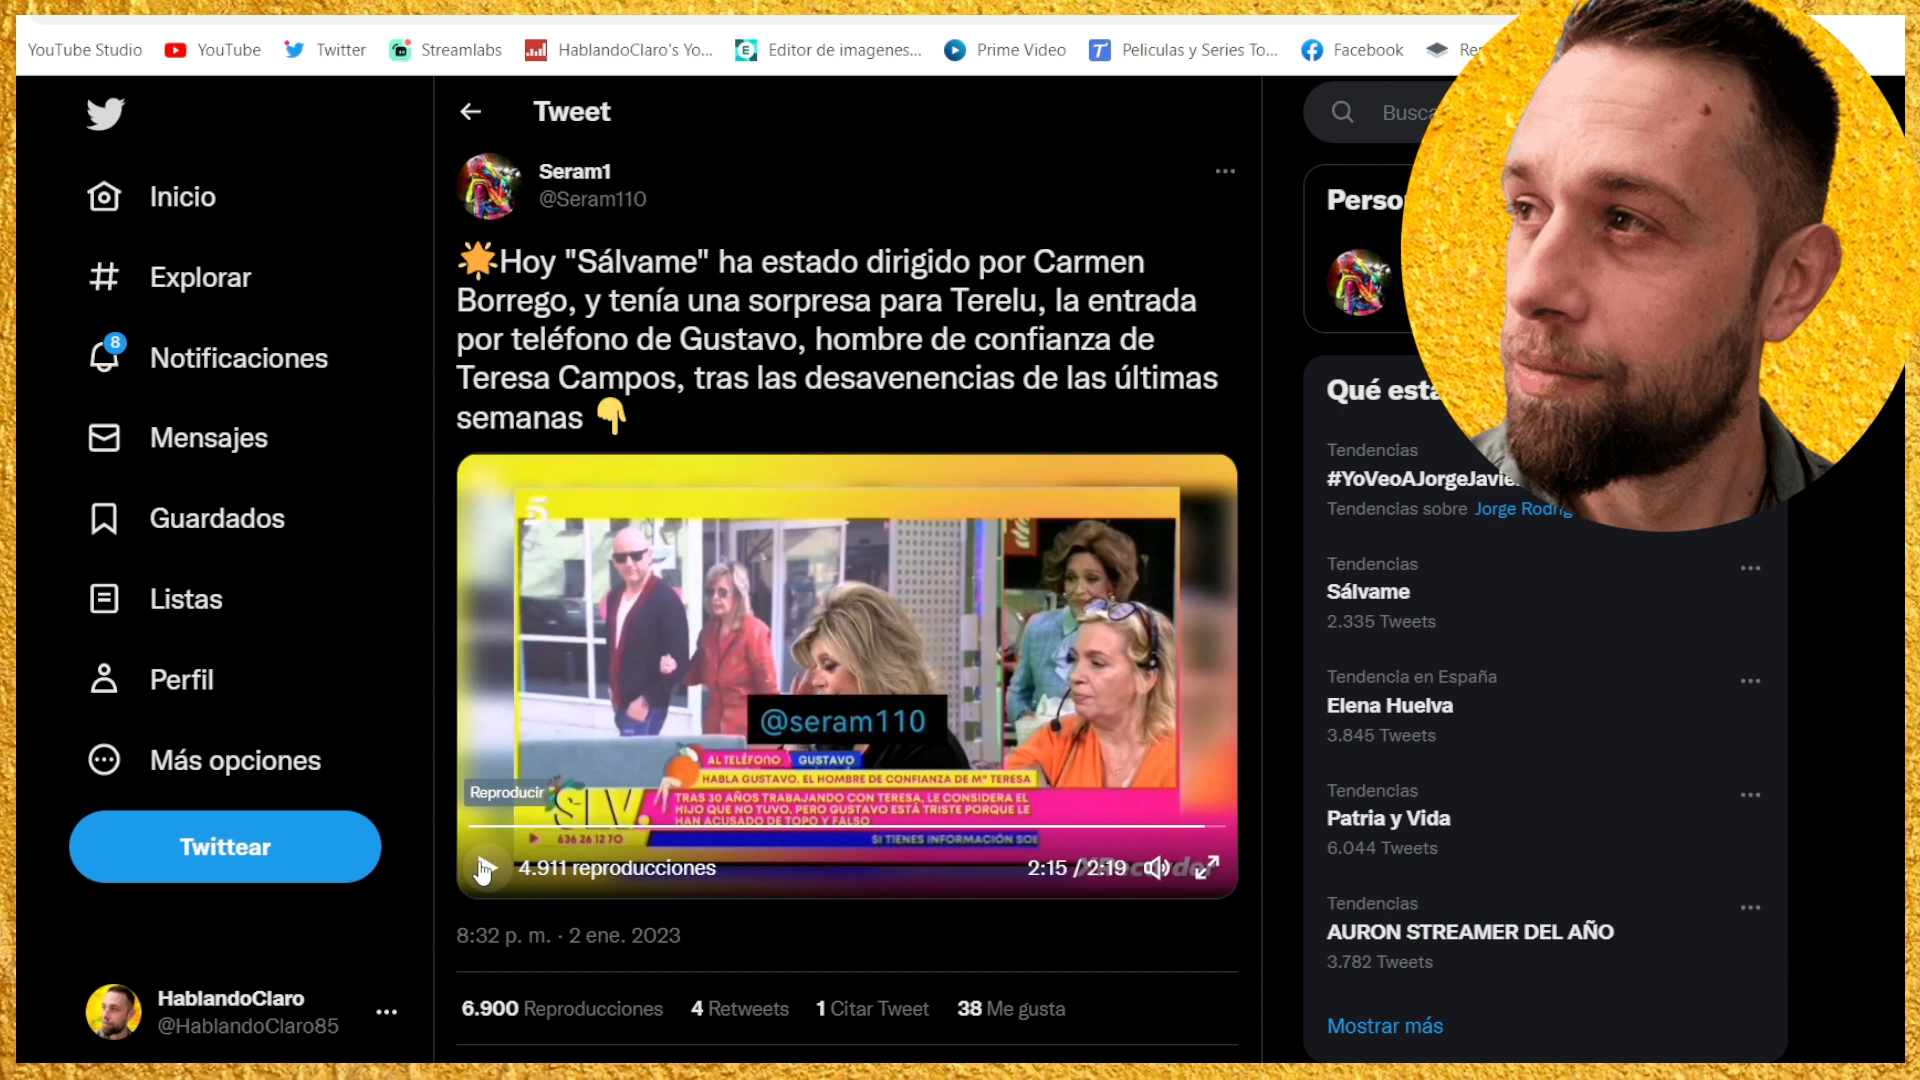 YouTube Studio
YouTube
Twitter
Streamlabs
HablandoClaro's Yo...
Editor de imagenes...
Prime Video
Peliculas y Series To...
Facebook
Inicio
Explorar
8
Notificaciones
Mensajes
Guardados
Listas
Perfil
Más opciones
Twittear
HablandoClaro
@HablandoClaro85
Tweet
Seram1
@Seram110
Hoy "Sálvame" ha estado dirigido por Carmen
Borrego, y tenía una sorpresa para Terelu, la entrada
por teléfono de Gustavo, hombre de confianza de
Teresa Campos, tras las desavenencias de las últimas
semanas
5
@seram110
AL TELÉFONO GUSTAVO
HABLA GUSTAVO, EL HOMBRE DE CONFIANZA DE Mª TERESA
TRAS 30 AÑOS TRABAJANDO CON TERESA, LE CONSIDERA EL
HIJO QUE NO TUVO. PERO GUSTAVO ESTÁ TRISTE PORQUE LE
HAN ACUSADO DE TOPO Y FALSO
SLV.
636 26 12 70
SI TIENES INFORMACIÓN SOB
Reproducir
4.911 reproducciones
2:15 / 2:19
8:32 p. m. · 2 ene. 2023
6.900 Reproducciones 4 Retweets 1 Citar Tweet 38 Me gusta
Tendencias
#YoVeoAJorgeJavie
Tendencias sobre Jorge Rodríg
Tendencias
Sálvame
2.335 Tweets
Tendencia en España
Elena Huelva
3.845 Tweets
Tendencias
Patria y Vida
6.044 Tweets
Tendencias
AURON STREAMER DEL AÑO
3.782 Tweets
Mostrar más